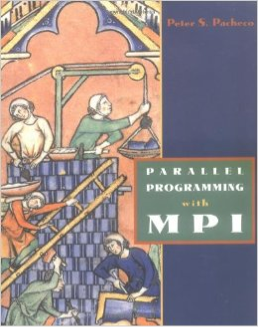 Peter S. Pacheco
PARALLEL
PROGRAMMING
with
MPI